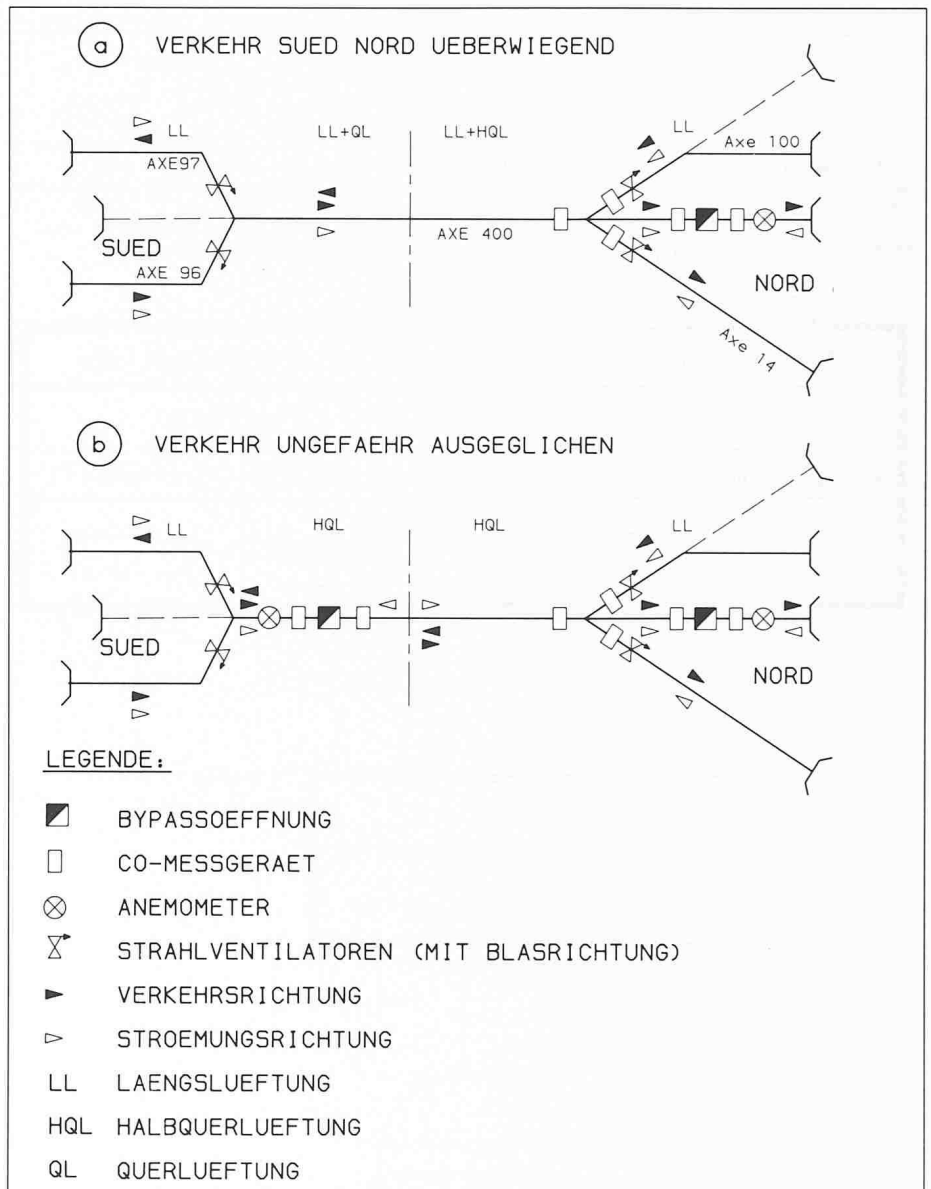 a VERKEHR SUED NORD UEBERWIEGEND
LL
LL+QL
LL+HQL
LL
AXE97
Axe 100
SUED
AXE 400
AXE 96
NORD
Axe 14
b VERKEHR UNGEFAEHR AUSGEGLICHEN
LL
HQL
HQL
LL
SUED
NORD
LEGENDE:
BYPASSOEFFNUNG
CO-MESSGERAET
ANEMOMETER
STRAHLVENTILATOREN (MIT BLASRICHTUNG)
VERKEHRSRICHTUNG
STROEMUNGSRICHTUNG
LL LAENGSLUEFTUNG
HQL HALBQUERLUEFTUNG
QL QUERLUEFTUNG